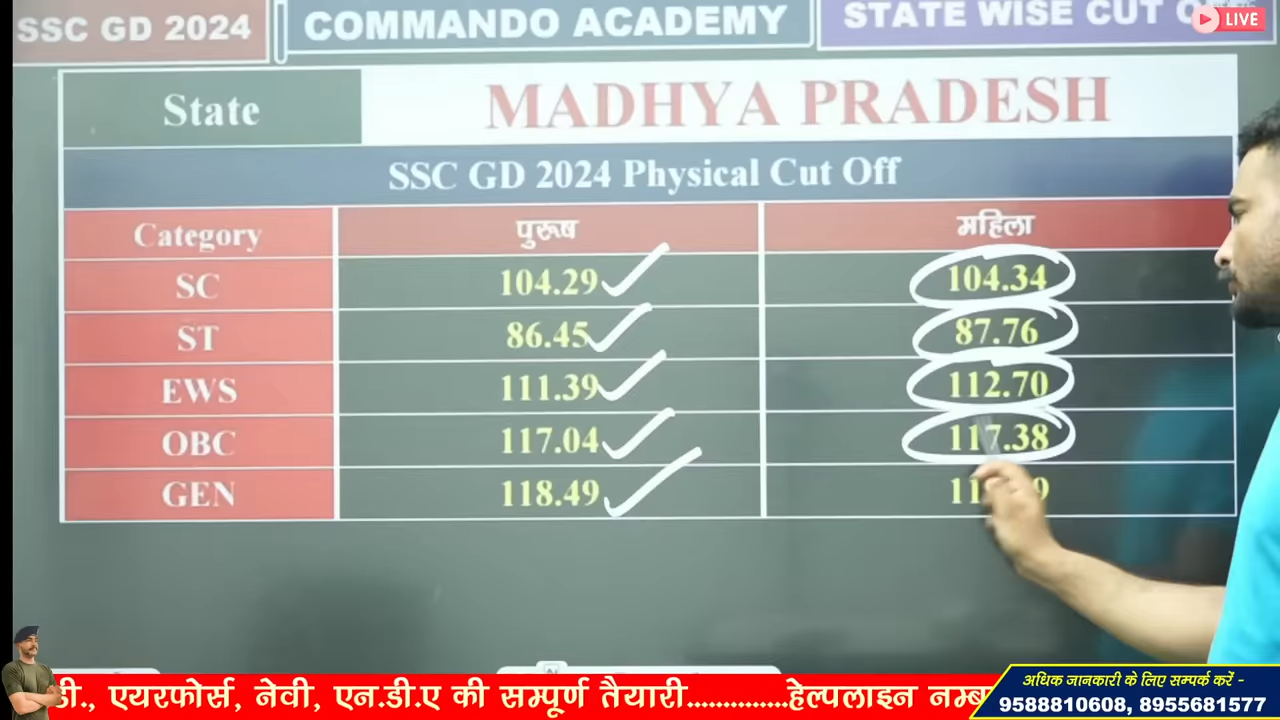 SSC GD 2024
COMMANDO ACADEMY
STATE WISE CUT
LIVE
State MADHYA PRADESH
SSC GD 2024 Physical Cut Off
Category पुरूष महिला
SC 104.29 104.34
ST 86.45 87.76
EWS 111.39 112.70
OBC 117.04 117.38
GEN 118.49
डी., एयरफोर्स, नेवी, एन.डी.ए की सम्पूर्ण तैयारी...............हेल्पलाइन
अधिक जानकारी के लिए सम्पर्क करें -
9588810608, 8955681577